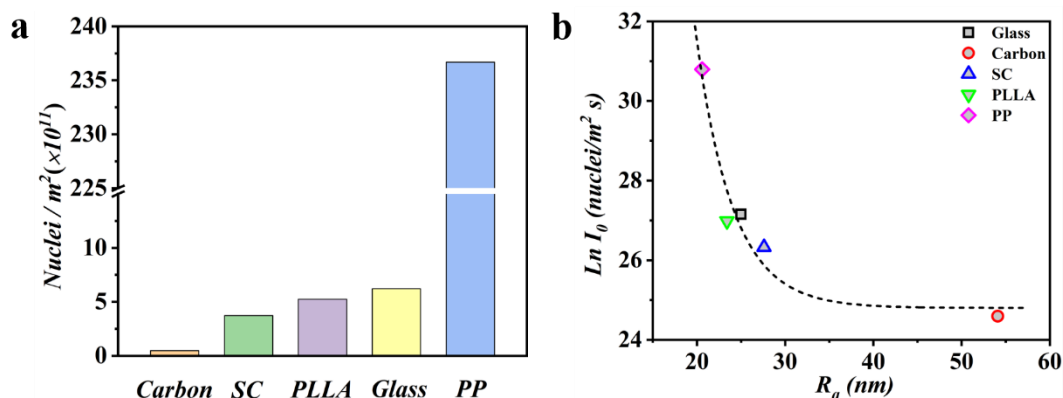 a
240
235
230
225
10
5
0
Nuclei / m²(×10¹¹)
Carbon SC PLLA Glass PP
b
32
30
28
26
24
Ln I₀ (nuclei/m² s)
Glass
Carbon
SC
PLLA
PP
20 30 40 50 60
Rₐ (nm)